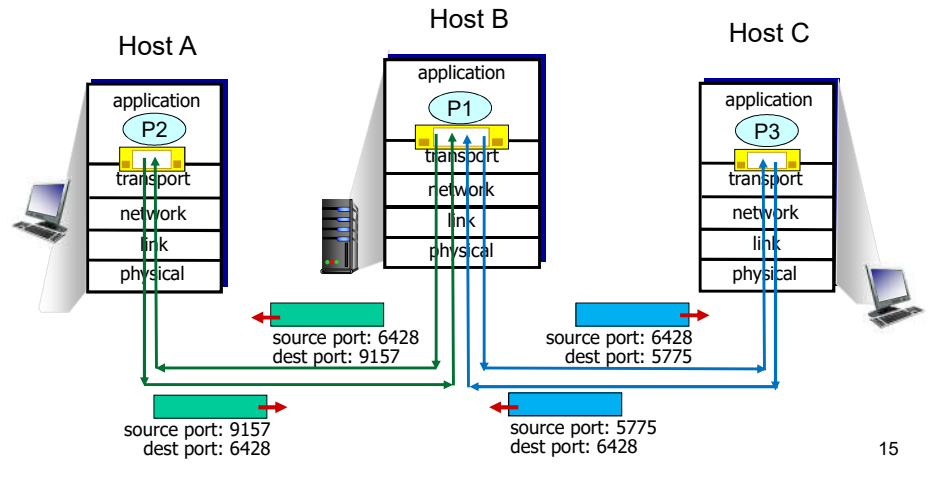 Host A
Host B
Host C
application
P2
transport
network
link
physical
application
P1
transport
network
link
physical
application
P3
transport
network
link
physical
source port: 6428
dest port: 9157
source port: 6428
dest port: 5775
source port: 9157
dest port: 6428
source port: 5775
dest port: 6428
15